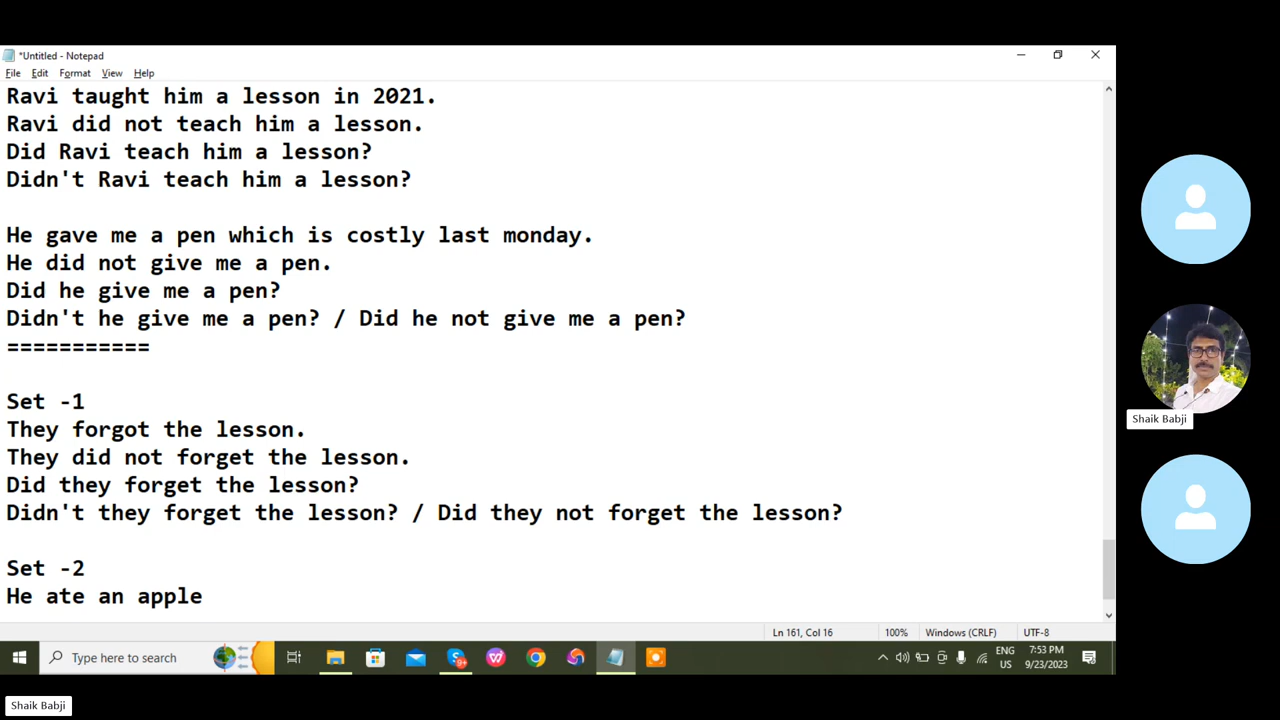 *Untitled - Notepad
File Edit Format View Help
Ravi taught him a lesson in 2021.
Ravi did not teach him a lesson.
Did Ravi teach him a lesson?
Didn't Ravi teach him a lesson?
He gave me a pen which is costly last monday.
He did not give me a pen.
Did he give me a pen?
Didn't he give me a pen? / Did he not give me a pen?
===========
Set -1
They forgot the lesson.
They did not forget the lesson.
Did they forget the lesson?
Didn't they forget the lesson? / Did they not forget the lesson?
Set -2
He ate an apple
Shaik Babji
Ln 161, Col 16 100% Windows (CRLF) UTF-8
Type here to search
ENG
US
7:53 PM
9/23/2023
Shaik Babji